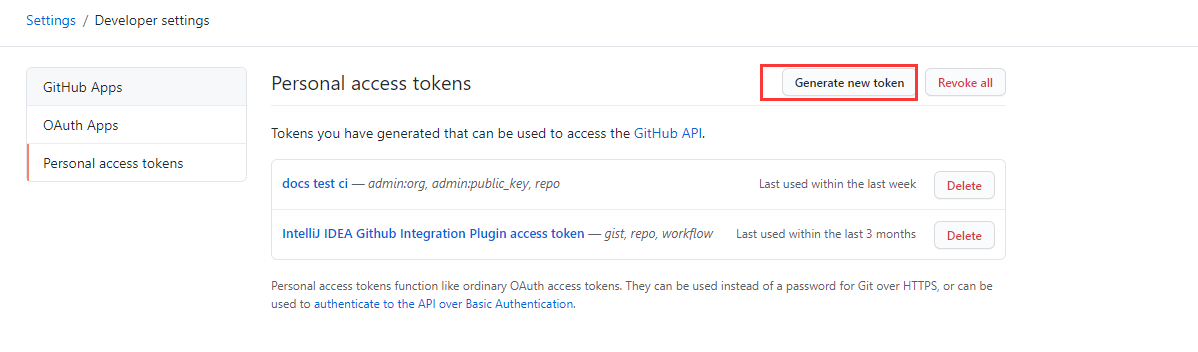 Settings / Developer settings
GitHub Apps
OAuth Apps
Personal access tokens
Personal access tokens
Generate new token
Revoke all
Tokens you have generated that can be used to access the GitHub API.
docs test ci — admin:org, admin:public_key, repo
Last used within the last week
Delete
IntelliJ IDEA Github Integration Plugin access token — gist, repo, workflow
Last used within the last 3 months
Delete
Personal access tokens function like ordinary OAuth access tokens. They can be used instead of a password for Git over HTTPS, or can be
used to authenticate to the API over Basic Authentication.